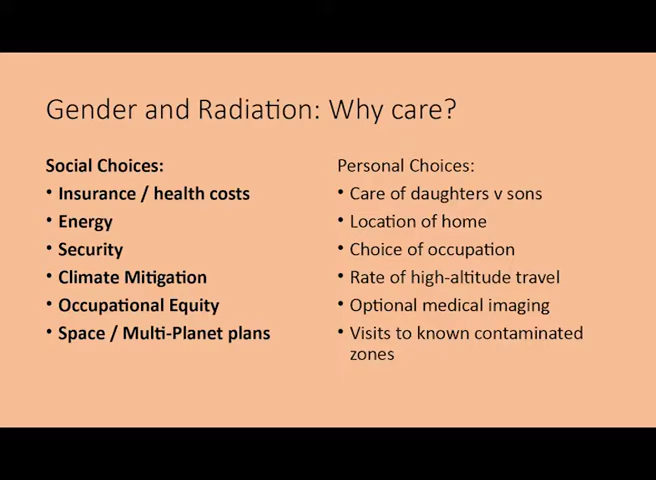 Gender and Radiation: Why care?
Social Choices:
• Insurance / health costs
• Energy
• Security
• Climate Mitigation
• Occupational Equity
• Space / Multi-Planet plans
Personal Choices:
• Care of daughters v sons
• Location of home
• Choice of occupation
• Rate of high-altitude travel
• Optional medical imaging
• Visits to known contaminated
zones